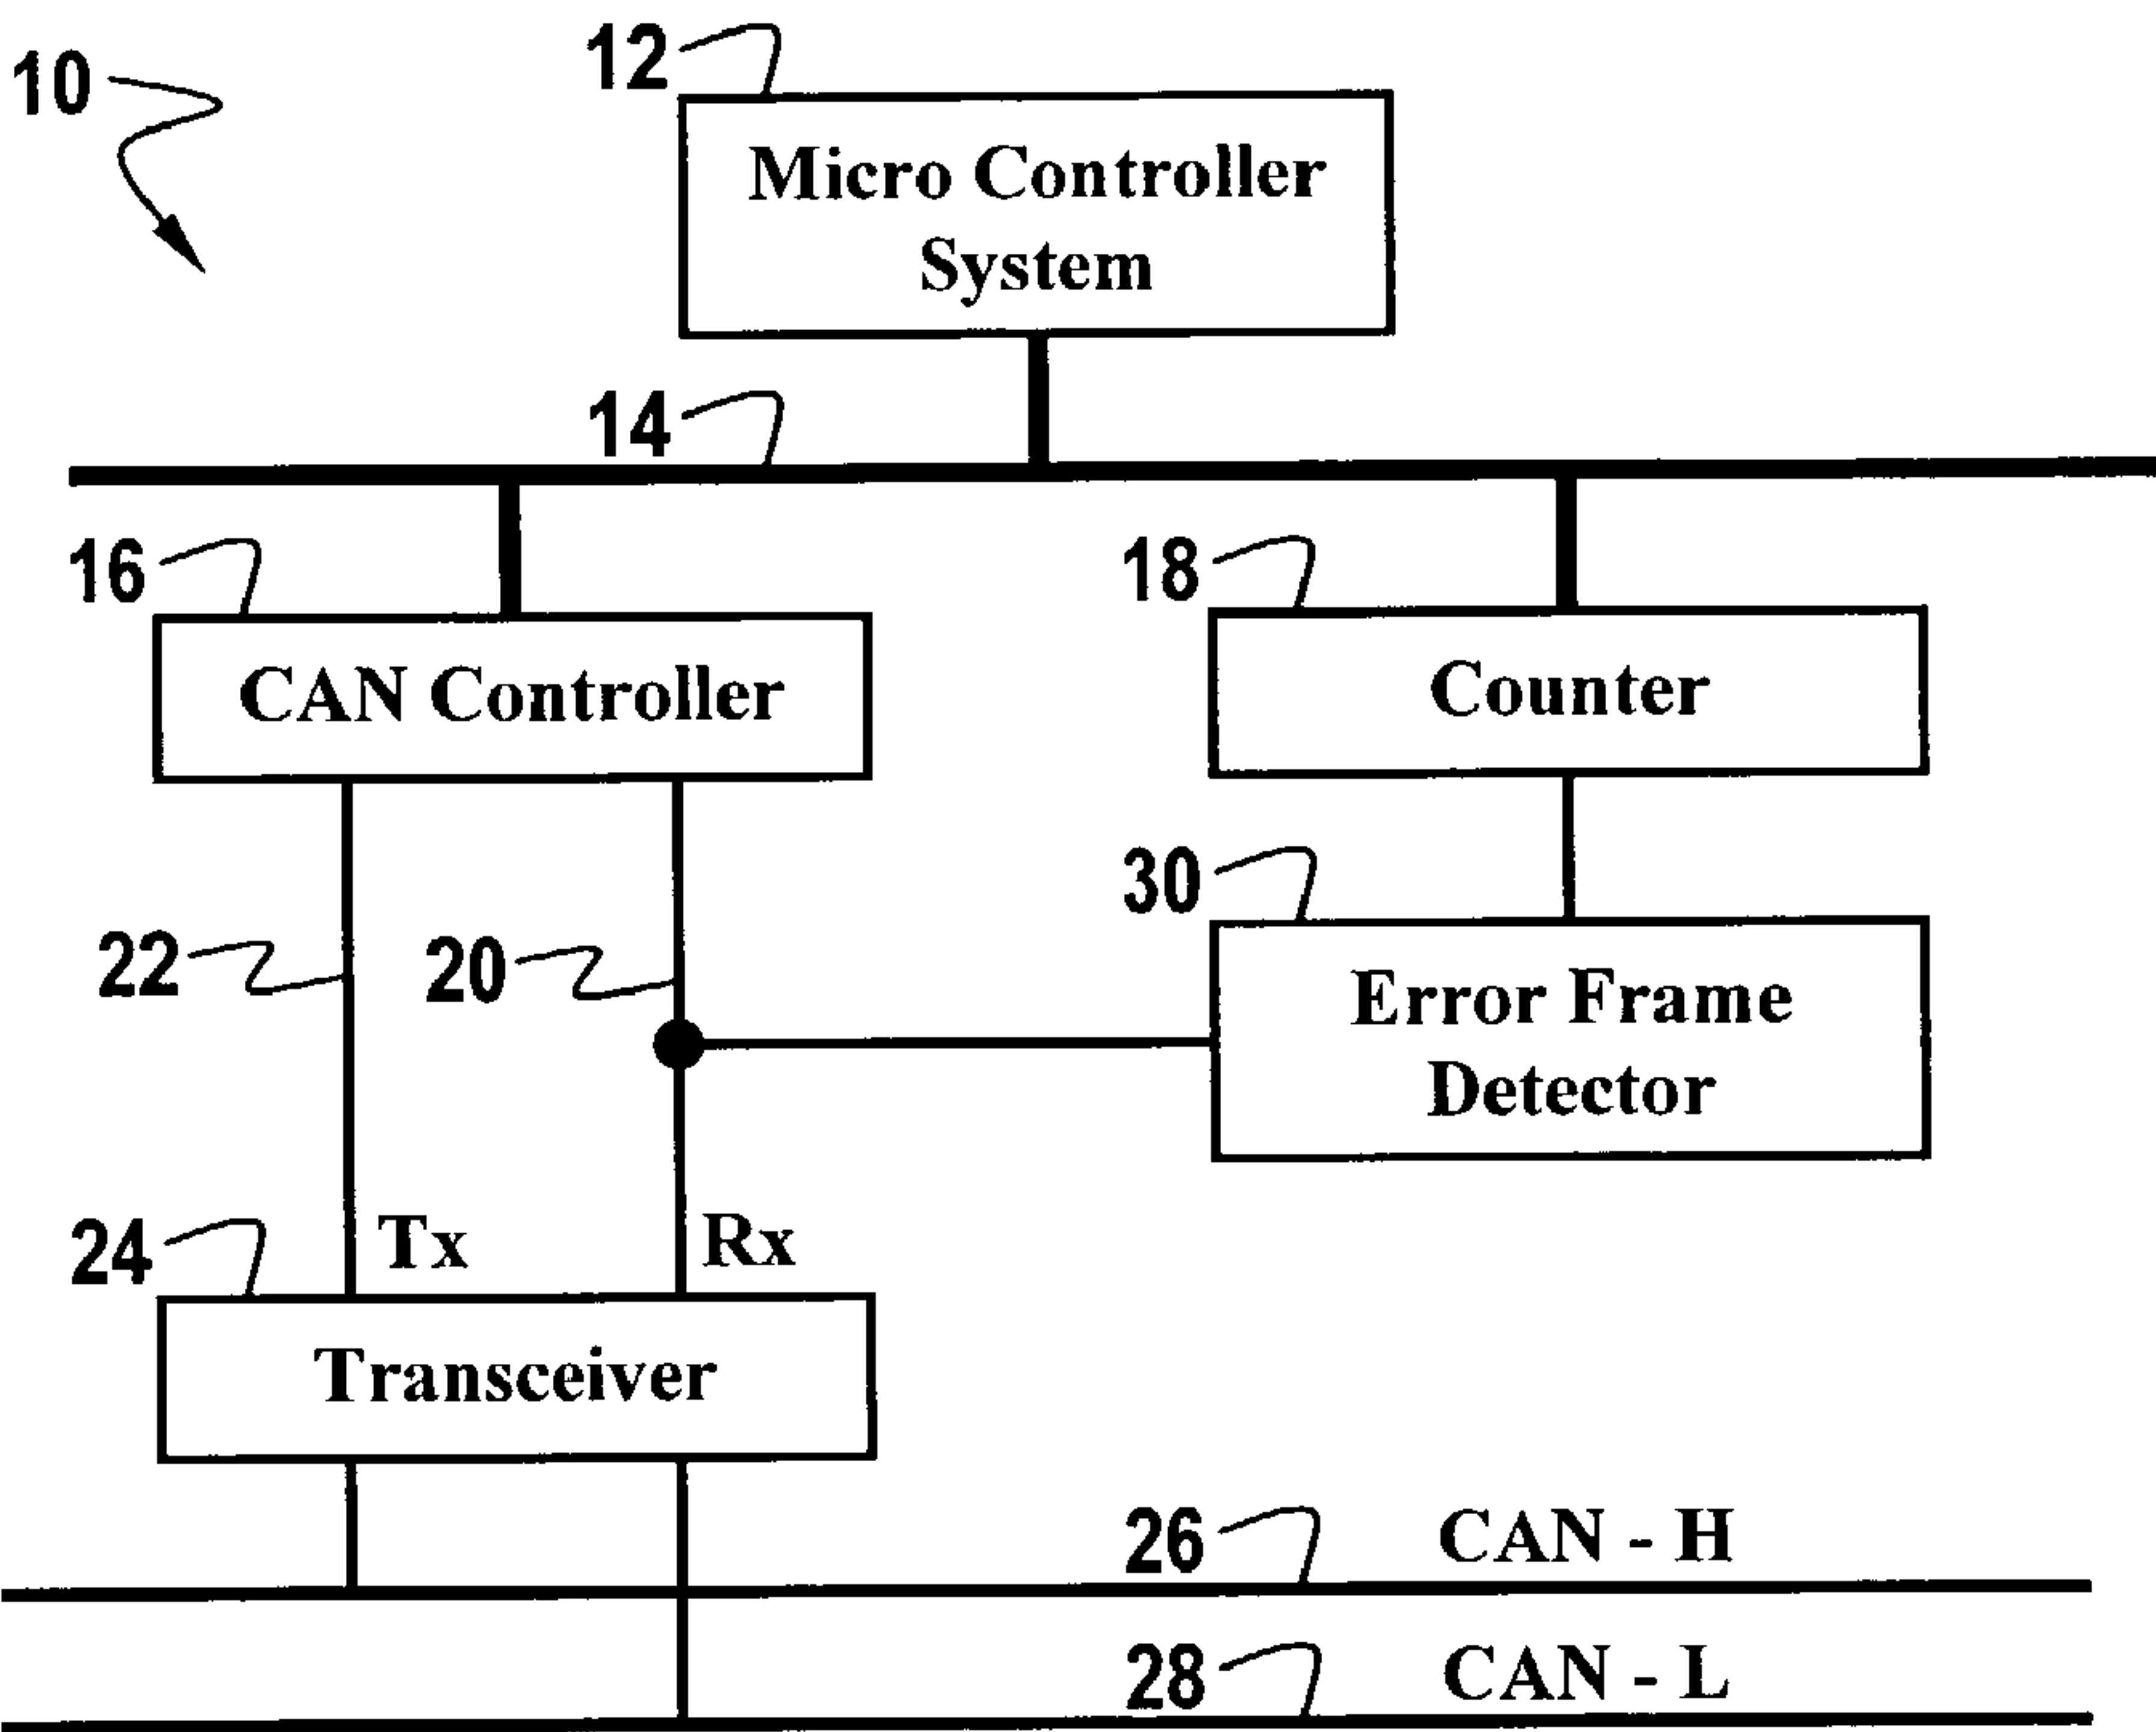 10
12
Micro Controller
System
14
16
18
CAN Controller
Counter
30
22
20
Error Frame
Detector
24
Tx
Rx
Transceiver
26
CAN - H
28
CAN - L